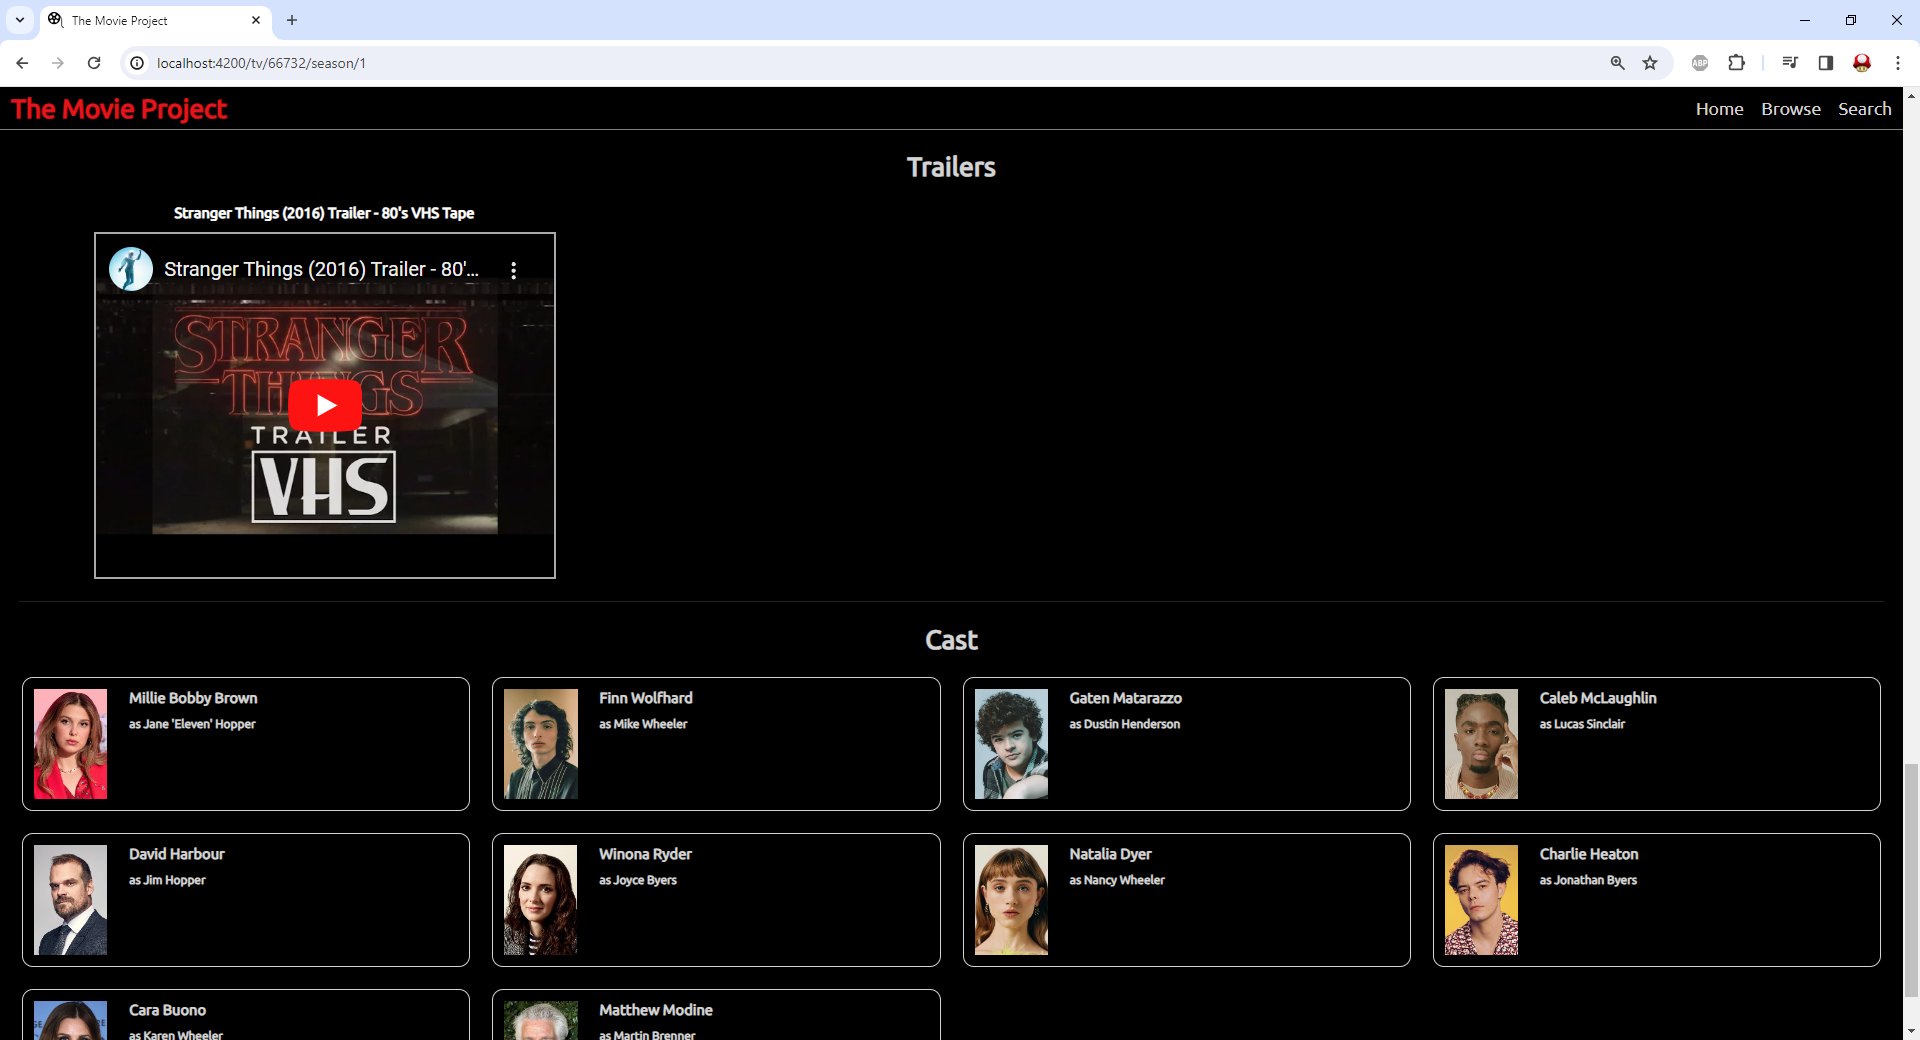 The Movie Project
localhost:4200/tv/66732/season/1
ABP
The Movie Project
Home Browse Search
Trailers
Stranger Things (2016) Trailer - 80's VHS Tape
Stranger Things (2016) Trailer - 80'...
STRANGER
THINGS
TRAILER
VHS
Cast
Millie Bobby Brown
as Jane 'Eleven' Hopper
Finn Wolfhard
as Mike Wheeler
Gaten Matarazzo
as Dustin Henderson
Caleb McLaughlin
as Lucas Sinclair
David Harbour
as Jim Hopper
Winona Ryder
as Joyce Byers
Natalia Dyer
as Nancy Wheeler
Charlie Heaton
as Jonathan Byers
Cara Buono
as Karen Wheeler
Matthew Modine
as Martin Brenner